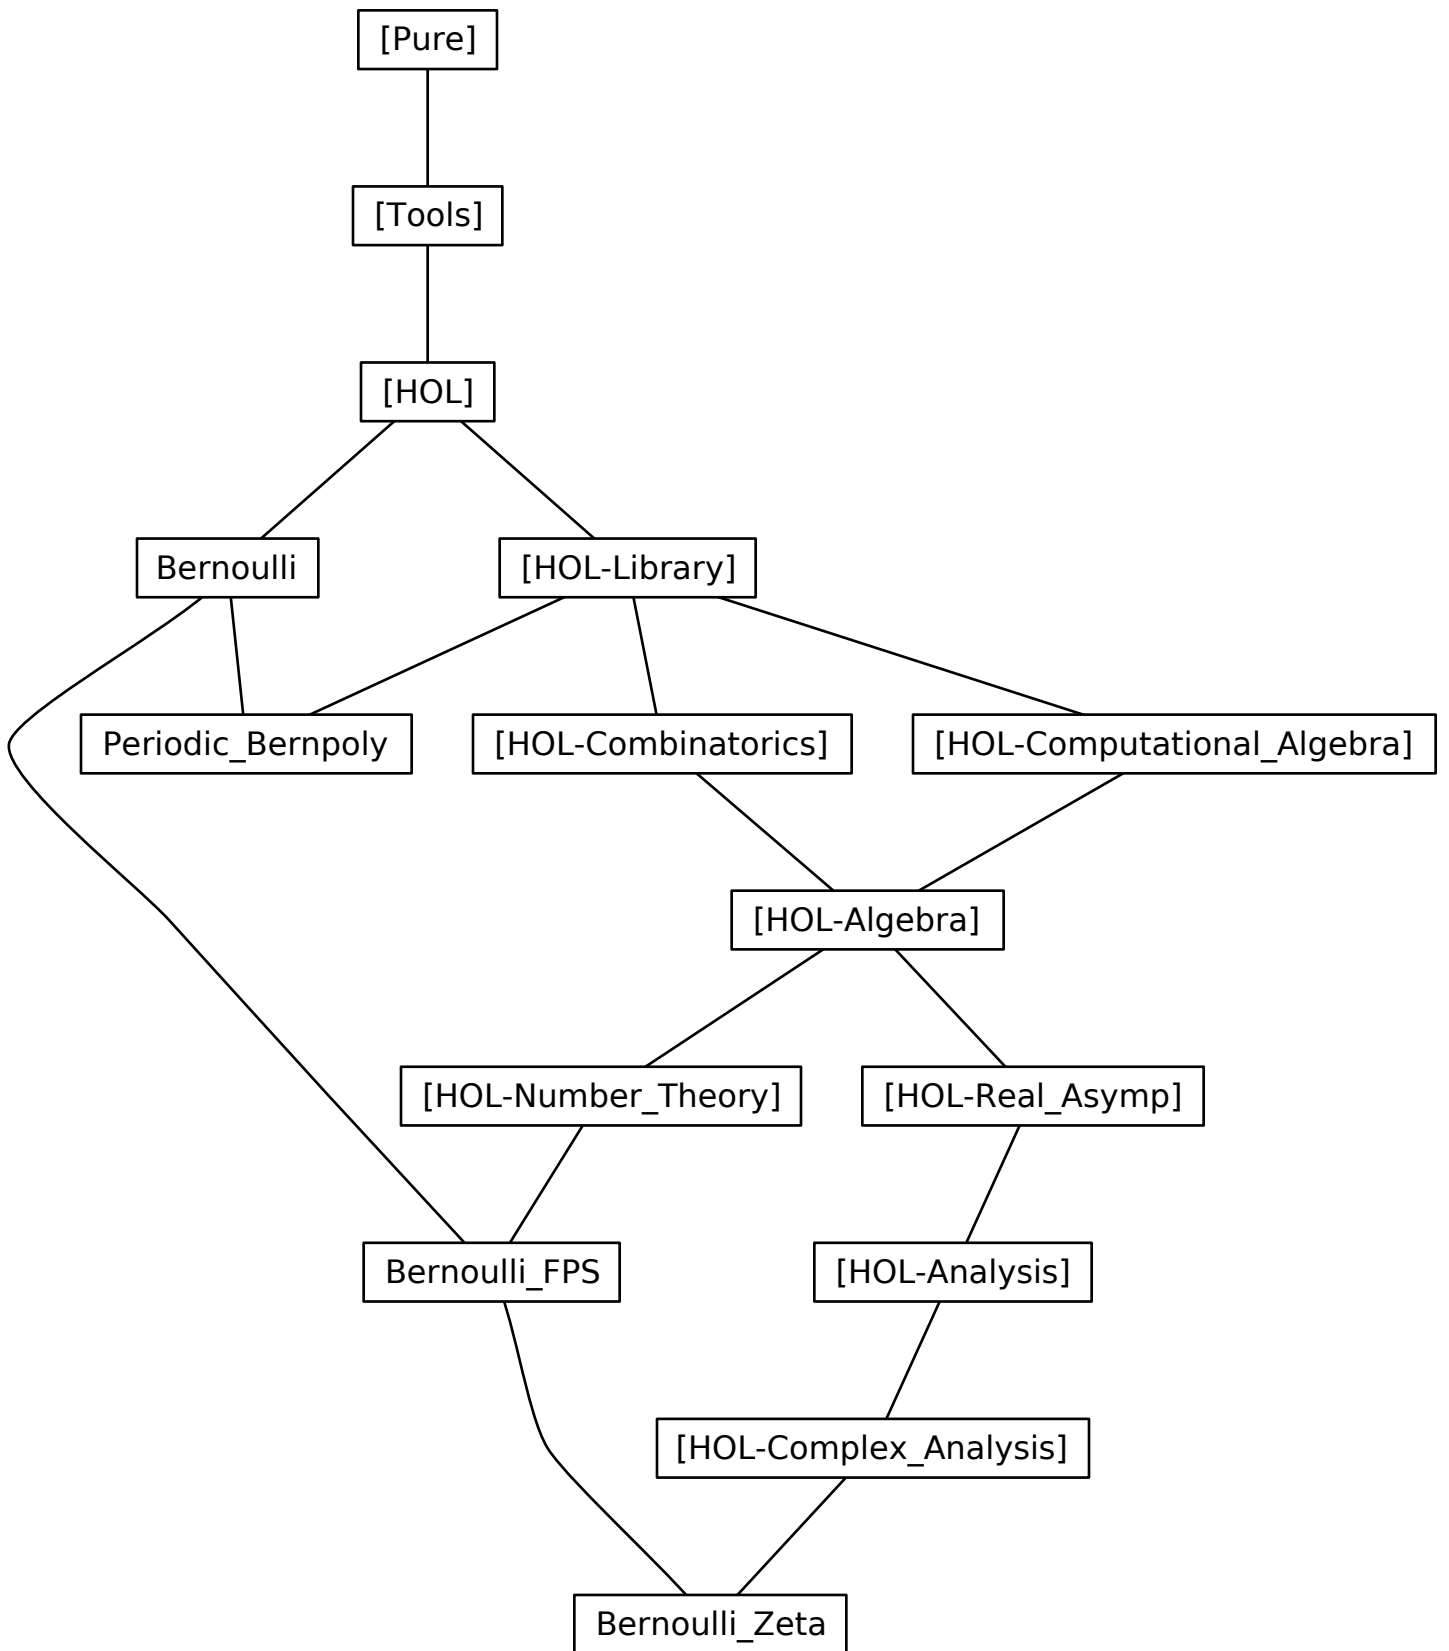 [Pure]
[Tools]
[HOL]
Bernoulli
[HOL-Library]
Periodic_Bernpoly
[HOL-Combinatorics]
[HOL-Computational_Algebra]
[HOL-Algebra]
[HOL-Number_Theory]
[HOL-Real_Asymp]
Bernoulli_FPS
[HOL-Analysis]
[HOL-Complex_Analysis]
Bernoulli_Zeta